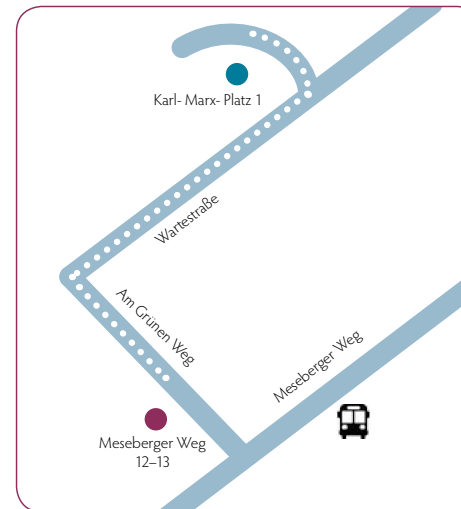 Karl- Marx- Platz 1
Wartestraße
Am Grünen Weg
Meseberger Weg
Meseberger Weg
12–13